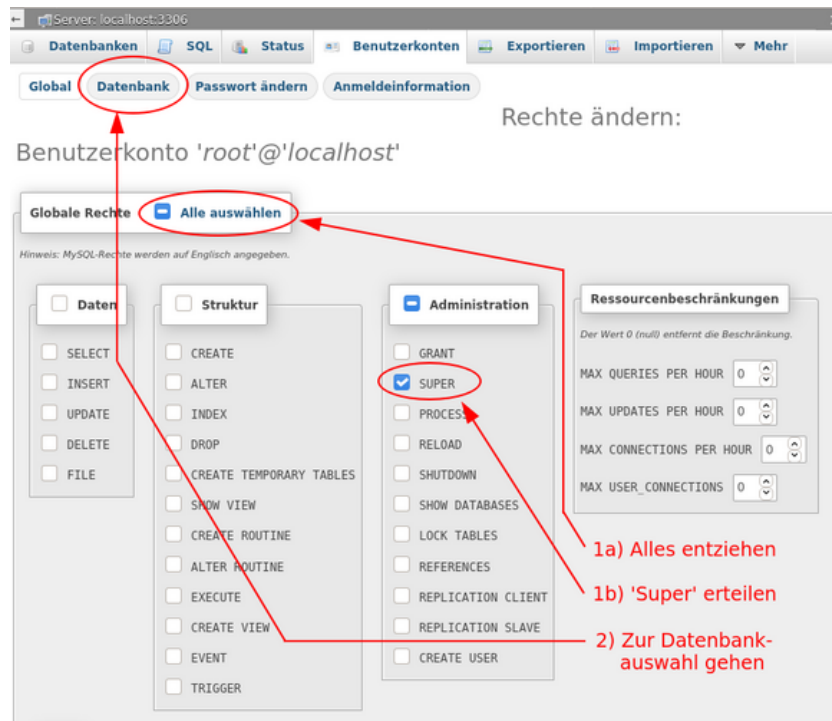 Server: localhost:3306
Datenbanken SQL Status Benutzerkonten Exportieren Importieren Mehr
Global Datenbank Passwort ändern Anmeldeinformation
Rechte ändern:
Benutzerkonto 'root'@'localhost'
Globale Rechte Alle auswählen
Hinweis: MySQL-Rechte werden auf Englisch angegeben.
Daten
SELECT
INSERT
UPDATE
DELETE
FILE
Struktur
CREATE
ALTER
INDEX
DROP
CREATE TEMPORARY TABLES
SHOW VIEW
CREATE ROUTINE
ALTER ROUTINE
EXECUTE
CREATE VIEW
EVENT
TRIGGER
Administration
GRANT
SUPER
PROCESS
RELOAD
SHUTDOWN
SHOW DATABASES
LOCK TABLES
REFERENCES
REPLICATION CLIENT
REPLICATION SLAVE
CREATE USER
Ressourcenbeschränkungen
Der Wert 0 (null) entfernt die Beschränkung.
MAX QUERIES PER HOUR 0
MAX UPDATES PER HOUR 0
MAX CONNECTIONS PER HOUR 0
MAX USER_CONNECTIONS 0
1a) Alles entziehen
1b) 'Super' erteilen
2) Zur Datenbank-
auswahl gehen